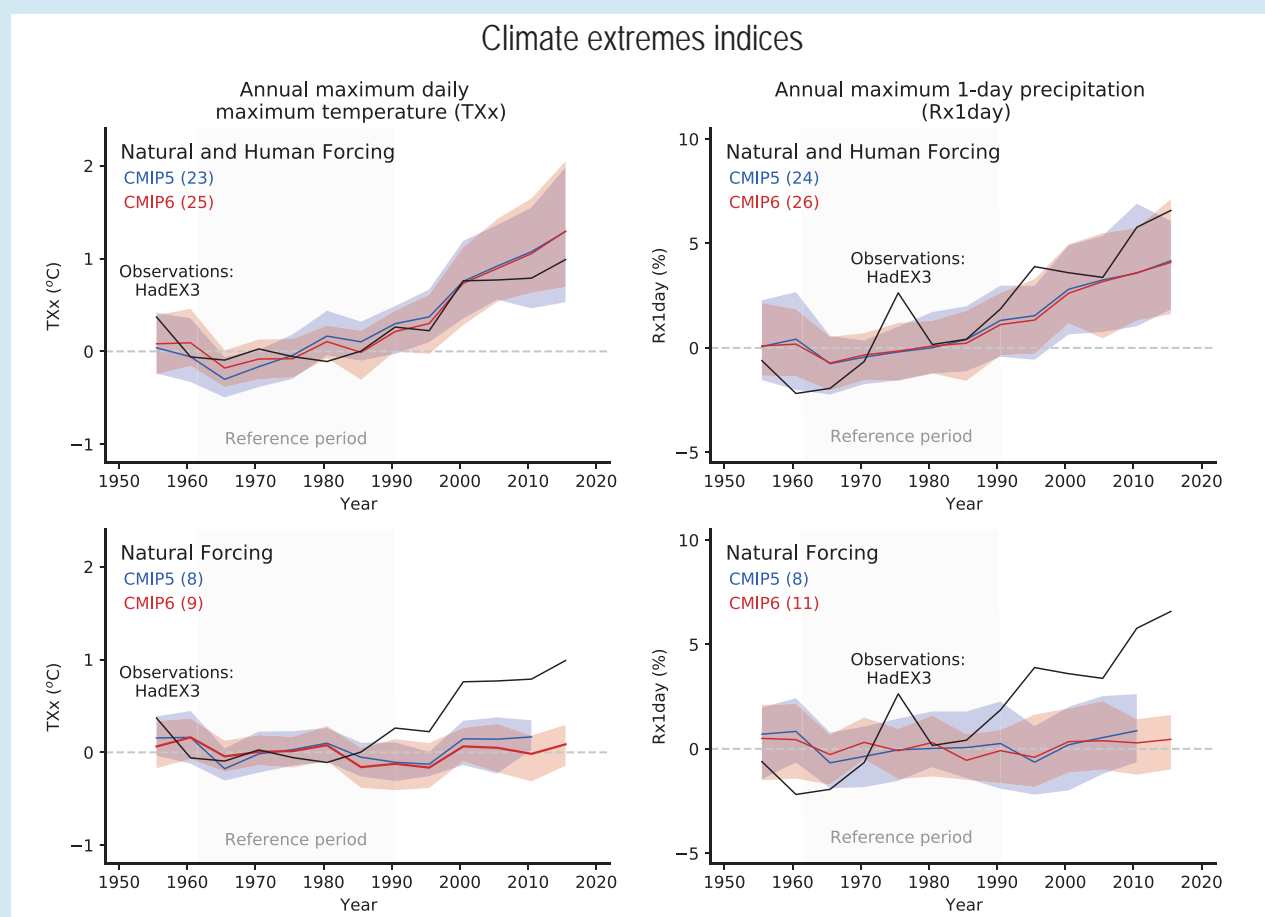 Climate extremes indices
Annual maximum daily
maximum temperature (TXx)
Natural and Human Forcing
CMIP5 (23)
CMIP6 (25)
Observations:
HadEX3
Reference period
TXx (°C)
2
1
0
−1
1950 1960 1970 1980 1990 2000 2010 2020
Year
Annual maximum 1-day precipitation
(Rx1day)
Natural and Human Forcing
CMIP5 (24)
CMIP6 (26)
Observations:
HadEX3
Reference period
Rx1day (%)
10
5
0
−5
1950 1960 1970 1980 1990 2000 2010 2020
Year
Natural Forcing
CMIP5 (8)
CMIP6 (9)
Observations:
HadEX3
Reference period
TXx (°C)
2
1
0
−1
1950 1960 1970 1980 1990 2000 2010 2020
Year
Natural Forcing
CMIP5 (8)
CMIP6 (11)
Observations:
HadEX3
Reference period
Rx1day (%)
10
5
0
−5
1950 1960 1970 1980 1990 2000 2010 2020
Year